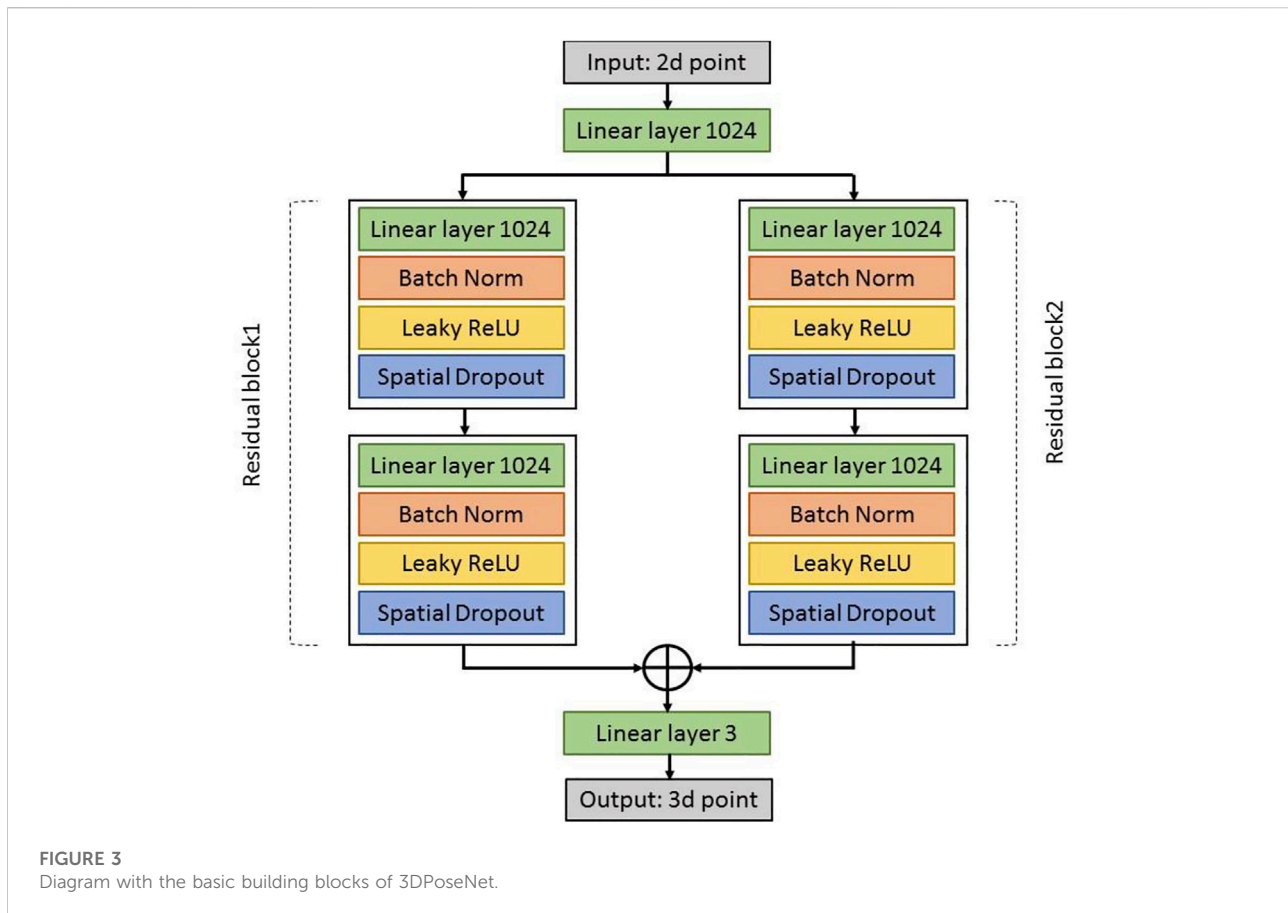 Input: 2d point
Linear layer 1024
Residual block1
Linear layer 1024
Batch Norm
Leaky ReLU
Spatial Dropout
Linear layer 1024
Batch Norm
Leaky ReLU
Spatial Dropout
Linear layer 1024
Batch Norm
Leaky ReLU
Spatial Dropout
Linear layer 1024
Batch Norm
Leaky ReLU
Spatial Dropout
Residual block2
Linear layer 3
Output: 3d point
FIGURE 3
Diagram with the basic building blocks of 3DPoseNet.